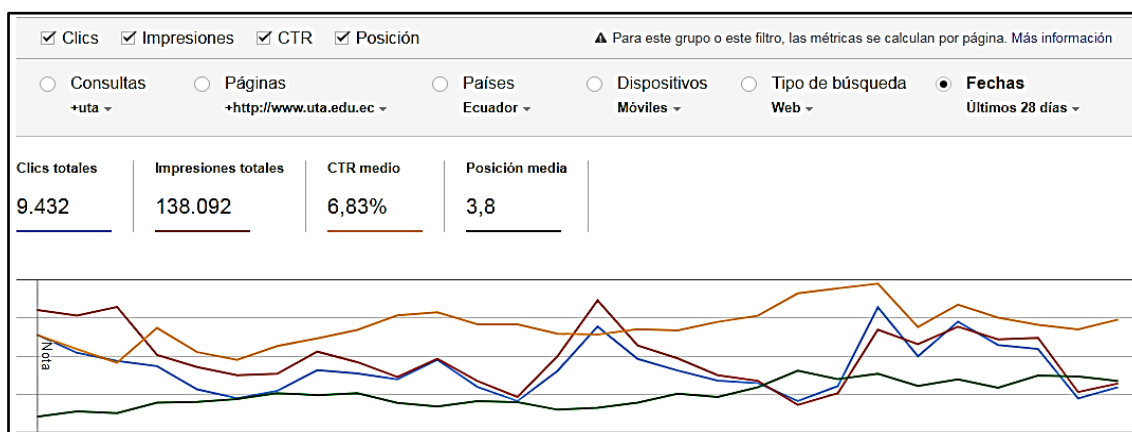 Clics Impresiones CTR Posición Para este grupo o este filtro, las métricas se calculan por página. Más información
Consultas Páginas Países Dispositivos Tipo de búsqueda Fechas
+uta +http://www.uta.edu.ec Ecuador Móviles Web Últimos 28 días
Clics totales Impresiones totales CTR medio Posición media
9.432 138.092 6,83% 3,8
Nota